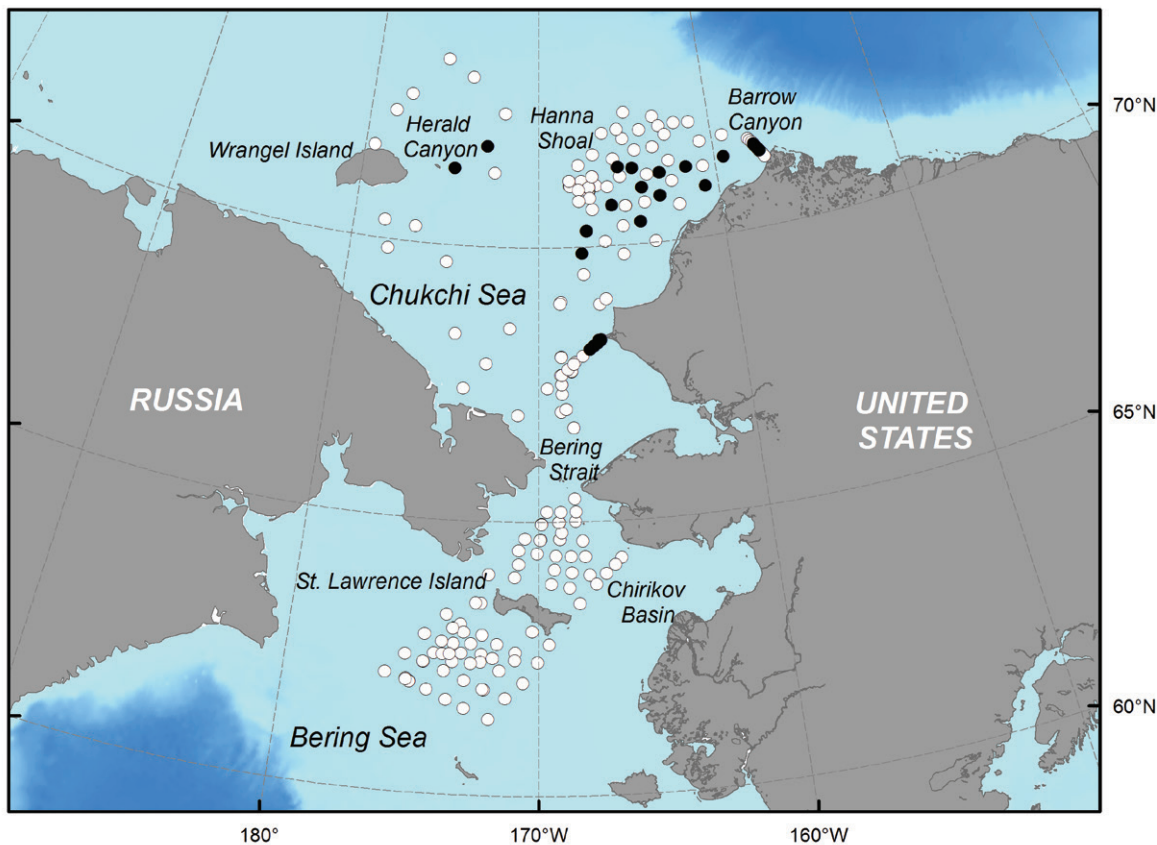 70°N
Barrow
Canyon
Hanna
Shoal
Herald
Canyon
Wrangel Island
Chukchi Sea
RUSSIA
UNITED
STATES
65°N
Bering
Strait
St. Lawrence Island
Chirikov
Basin
60°N
Bering Sea
180°
170°W
160°W